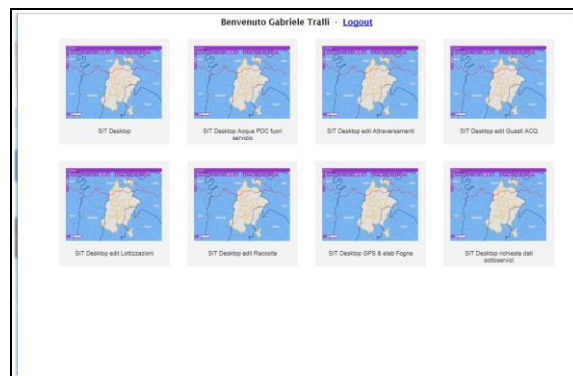 Benvenuto Gabriele Tralli - Logout
SIT Desktop
SIT Desktop Acqua PDC fuori
servizio
SIT Desktop edit Attraversamenti
SIT Desktop edit Guasti ACQ
SIT Desktop edit Lottizzazioni
SIT Desktop edit Raccolta
SIT Desktop GPS & elab Fogna
SIT Desktop richieste dati
sottoservizi